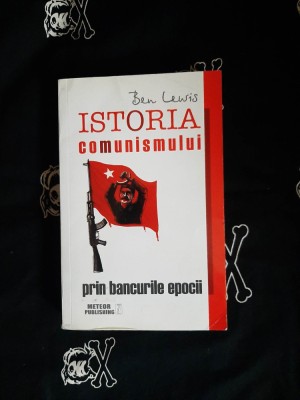 Ben Lewis
ISTORIA
comunismului
prin bancurile epocii
METEOR
PUBLISHING